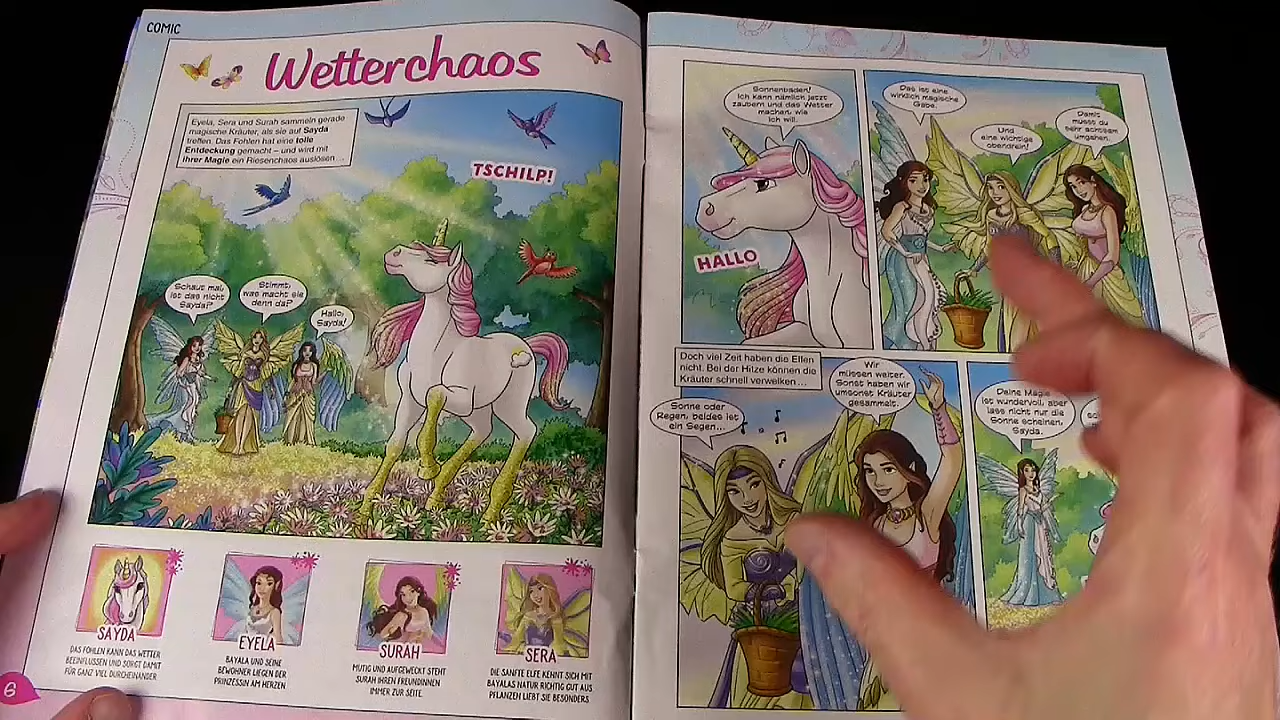 COMIC
Wetterchaos
Eyela, Sera und Surah sammeln gerade
magische Kräuter, als sie auf Sayda
treffen. Das Fohlen hat eine tolle
Entdeckung gemacht – und wird mit
ihrer Magie ein Riesenchaos auslösen ...
TSCHILP!
Schaut mal,
ist das nicht
Sayda?
Stimmt,
was macht sie
denn da?
Hallo,
Sayda!
SAYDA
DAS FOHLEN KANN DAS WETTER
BEEINFLUSSEN UND SORGT DAMIT
FÜR GANZ VIEL DURCHEINANDER
EYELA
BAYALA UND SEINE
BEWOHNER LIEGEN DER
PRINZESSIN AM HERZEN
SURAH
MUTIG UND AUFGEWECKT STEHT
SURAH IHREN FREUNDINNEN
IMMER ZUR SEITE
SERA
DIE SANFTE ELFE KENNT SICH MIT
BAYALAS NATUR RICHTIG GUT AUS
PFLANZEN LIEBT SIE BESONDERS
6
Sonnenbaden!
Ich kann nämlich jetzt
zaubern und das Wetter
machen, wie
ich will.
HALLO
Das ist eine
wirklich magische
Gabe.
Und
eine wichtige
obendrein!
Damit
musst du
sehr achtsam
umgehen.
Doch viel Zeit haben die Elfen
nicht. Bei der Hitze können die
Kräuter schnell verwelken ...
Sonne oder
Regen, beides ist
ein Segen...
Wir
müssen weiter.
Sonst haben wir
umsonst Kräuter
gesammelt.
Deine Magie
ist wundervoll, aber
lass nicht nur die
Sonne scheinen,
Sayda.